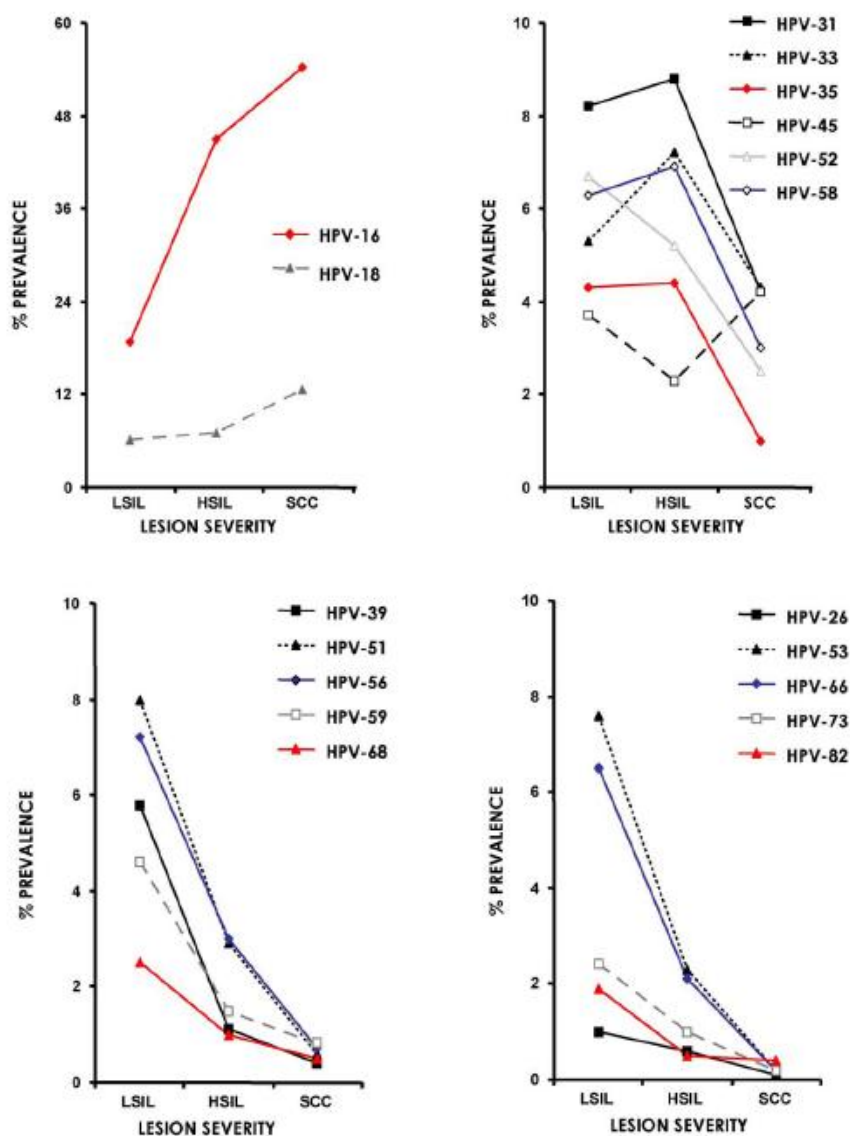 60
48
36
24
12
0
% PREVALENCE
HPV-16
HPV-18
LSIL HSIL SCC
LESION SEVERITY
10
8
6
4
2
0
% PREVALENCE
HPV-31
HPV-33
HPV-35
HPV-45
HPV-52
HPV-58
LSIL HSIL SCC
LESION SEVERITY
10
8
6
4
2
0
% PREVALENCE
HPV-39
HPV-51
HPV-56
HPV-59
HPV-68
LSIL HSIL SCC
LESION SEVERITY
10
8
6
4
2
0
% PREVALENCE
HPV-26
HPV-53
HPV-66
HPV-73
HPV-82
LSIL HSIL SCC
LESION SEVERITY